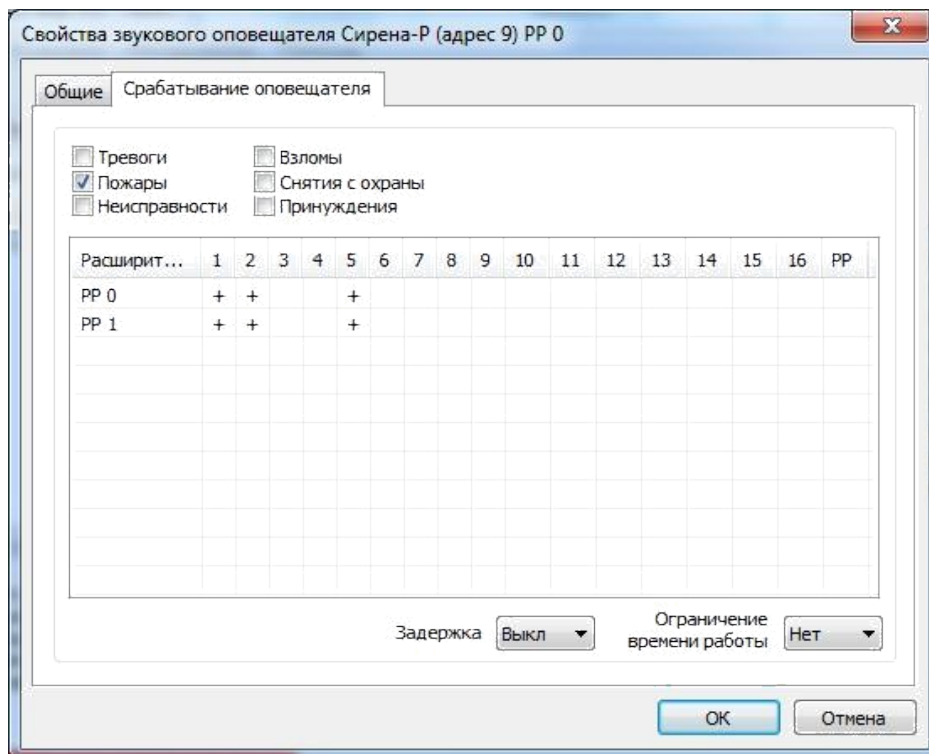 Свойства звукового оповещателя Сирена-Р (адрес 9) РР 0
Общие Срабатывание оповещателя
Тревоги Взломы
Пожары Снятия с охраны
Неисправности Принуждения
Расширит... 1 2 3 4 5 6 7 8 9 10 11 12 13 14 15 16 РР
РР 0 + + +
РР 1 + + +
Задержка Выкл Ограничение времени работы Нет
ОК Отмена